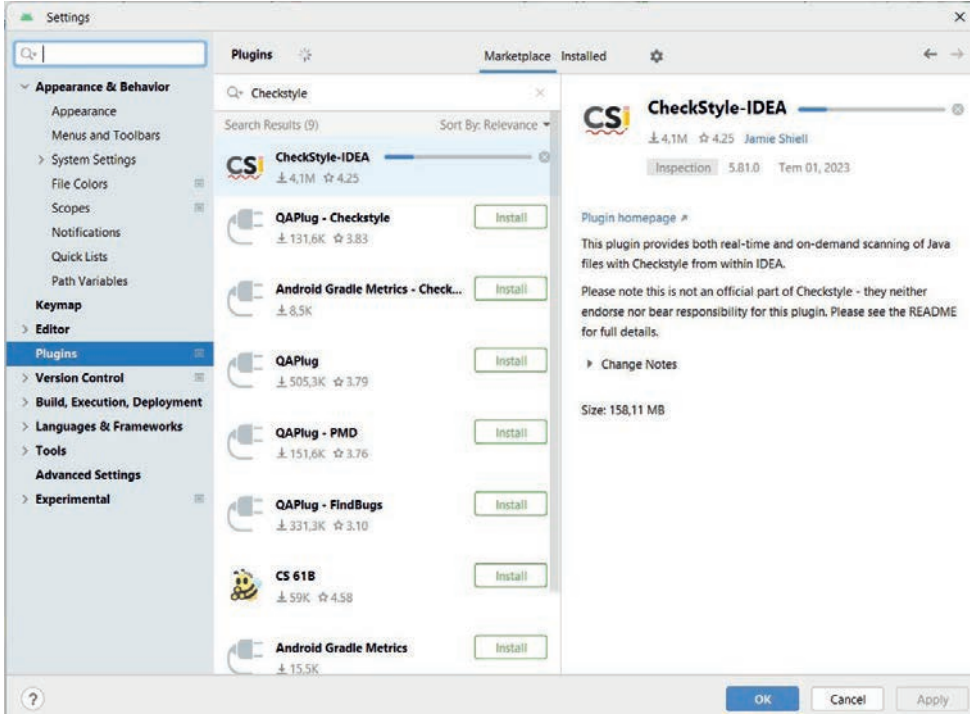 Settings
Plugins
Marketplace Installed
Appearance & Behavior
Appearance
Menus and Toolbars
System Settings
File Colors
Scopes
Notifications
Quick Lists
Path Variables
Keymap
Editor
Plugins
Version Control
Build, Execution, Deployment
Languages & Frameworks
Tools
Advanced Settings
Experimental
Checkstyle
Search Results (9) Sort By: Relevance
CS
CheckStyle-IDEA
4,1M 4.25
QAPlug - Checkstyle Install
131,6K 3.83
Android Gradle Metrics - Check... Install
8,5K
QAPlug Install
505,3K 3.79
QAPlug - PMD Install
151,6K 3.76
QAPlug - FindBugs Install
331,3K 3.10
CS 61B Install
59K 4.58
Android Gradle Metrics Install
15,5K
CS
CheckStyle-IDEA
4,1M 4.25 Jamie Shiell
Inspection 5.81.0 Tem 01, 2023
Plugin homepage
This plugin provides both real-time and on-demand scanning of Java
files with Checkstyle from within IDEA.
Please note this is not an official part of Checkstyle - they neither
endorse nor bear responsibility for this plugin. Please see the README
for full details.
Change Notes
Size: 158,11 MB
?
OK Cancel Apply